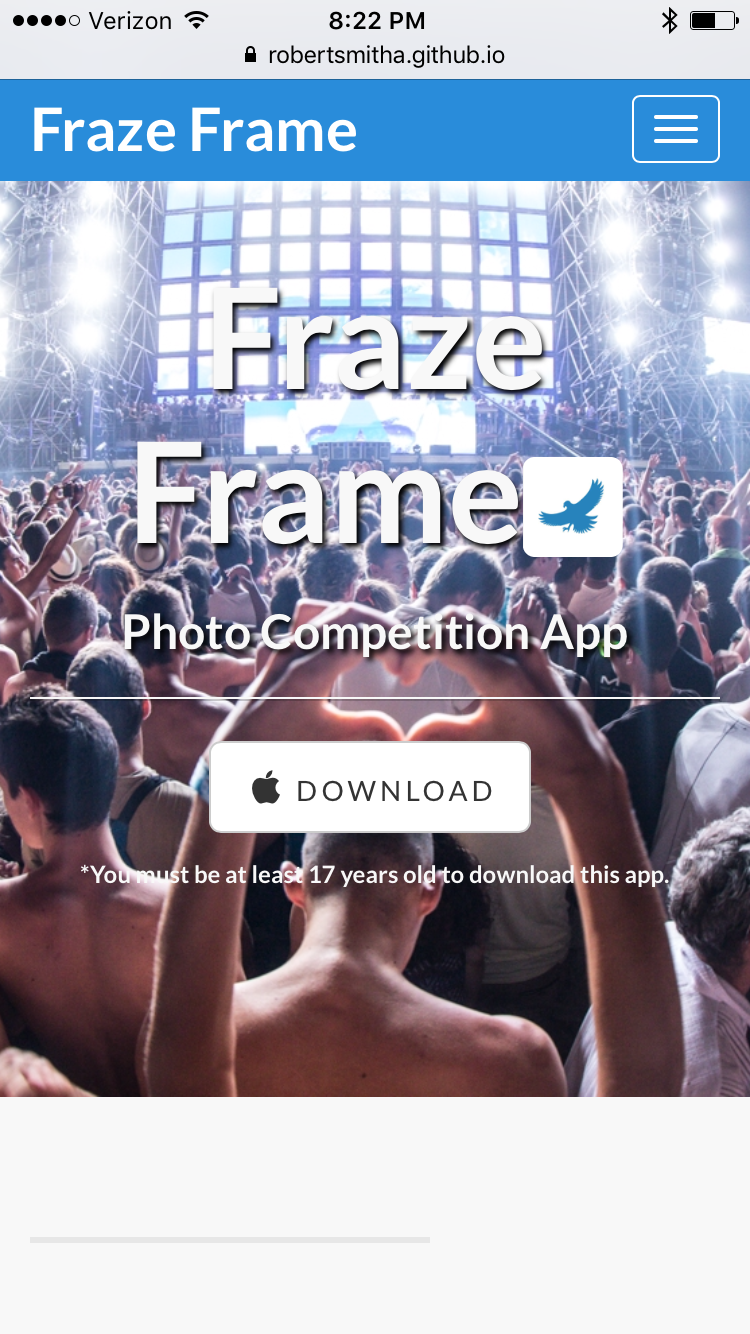 Verizon 8:22 PM
robertsmitha.github.io
Fraze Frame
Fraze
Frame
Photo Competition App
DOWNLOAD
*You must be at least 17 years old to download this app.